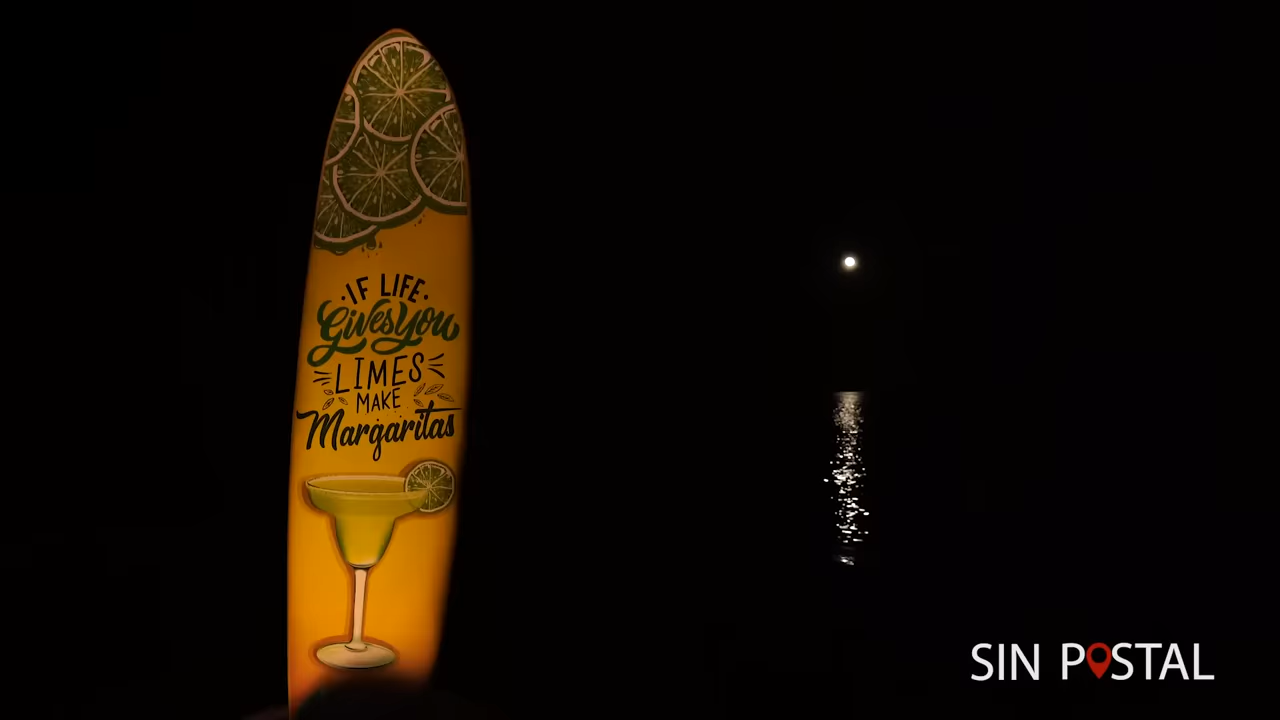 IF LIFE
Gives You
LIMES
MAKE
Margaritas
SIN POSTAL